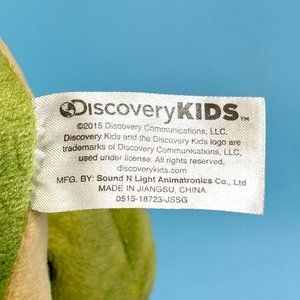 Discovery KIDS™
©2015 Discovery Communications, LLC.
Discovery Kids and the Discovery Kids logo are
trademarks of Discovery Communications, LLC,
used under license. All rights reserved.
discoverykids.com
MFG. BY: Sound N Light Animatronics Co., Ltd
MADE IN JIANGSU, CHINA
0515-18723-JSSG